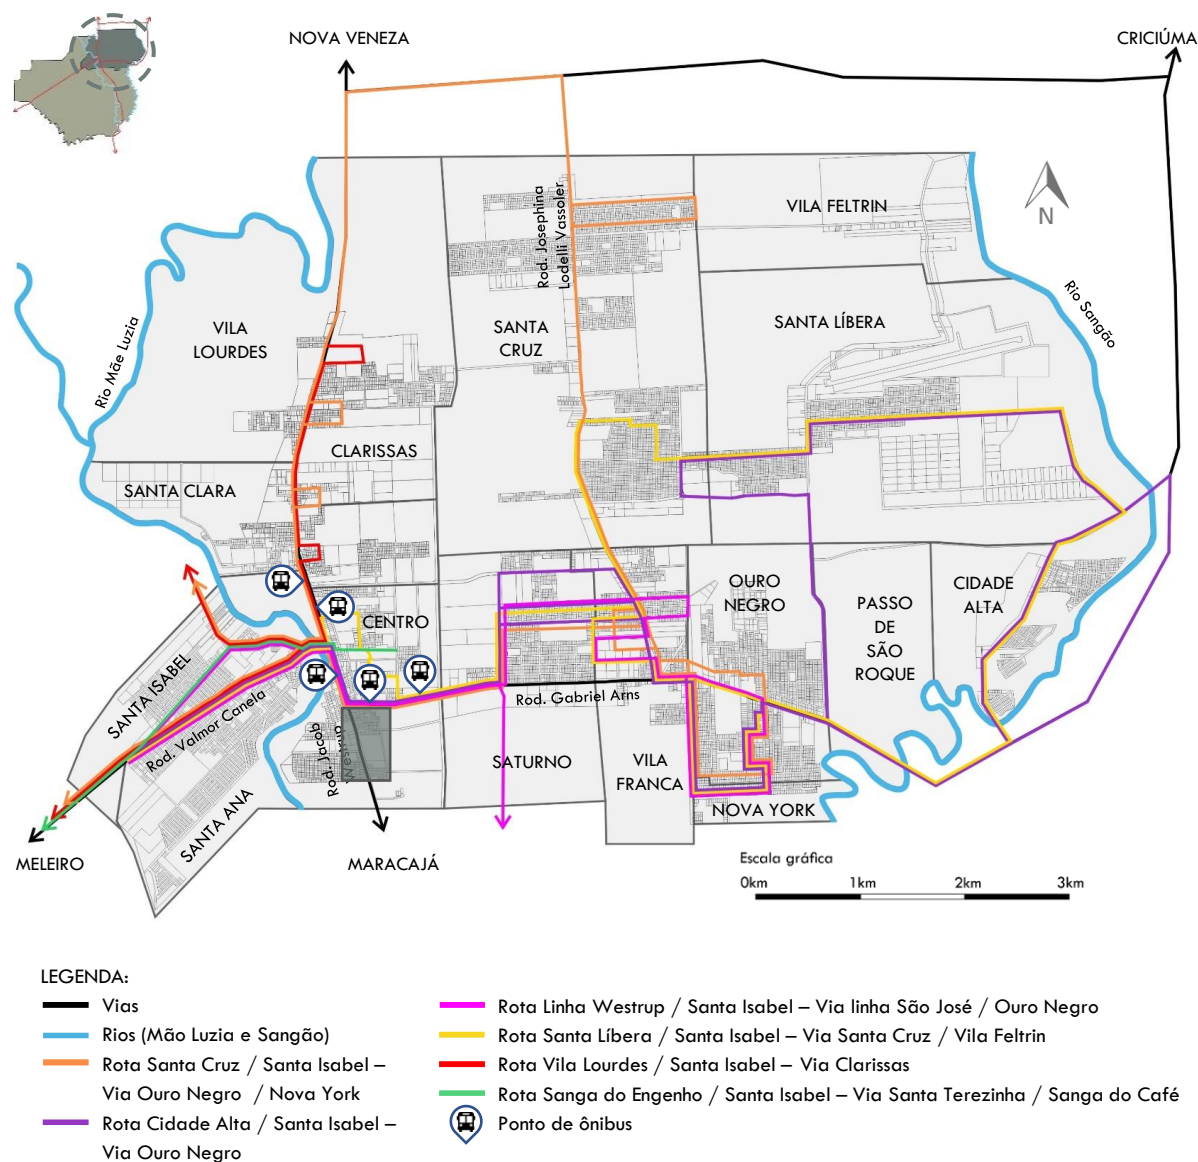 NOVA VENEZA
CRICIÚMA
Rod. Josephina
Lodelli Vassoler
VILA FELTRIN
N
Rio Mãe Luzia
VILA
LOURDES
SANTA
CRUZ
SANTA LÍBERA
Rio Sangão
CLARISSAS
SANTA CLARA
CENTRO
OURO
NEGRO
PASSO
DE
SÃO
ROQUE
CIDADE
ALTA
SANTA ISABEL
Rod. Valmor Canela
Rod. Gabriel Arns
Rod. Jacob
Westrup
SATURNO
VILA
FRANCA
NOVA YORK
SANTA ANA
MELEIRO
MARACAJÁ
Escala gráfica
0km 1km 2km 3km
LEGENDA:
Vias
Rios (Mão Luzia e Sangão)
Rota Santa Cruz / Santa Isabel –
Via Ouro Negro / Nova York
Rota Cidade Alta / Santa Isabel –
Via Ouro Negro
Rota Linha Westrup / Santa Isabel – Via linha São José / Ouro Negro
Rota Santa Líbera / Santa Isabel – Via Santa Cruz / Vila Feltrin
Rota Vila Lourdes / Santa Isabel – Via Clarissas
Rota Sanga do Engenho / Santa Isabel – Via Santa Terezinha / Sanga do Café
Ponto de ônibus